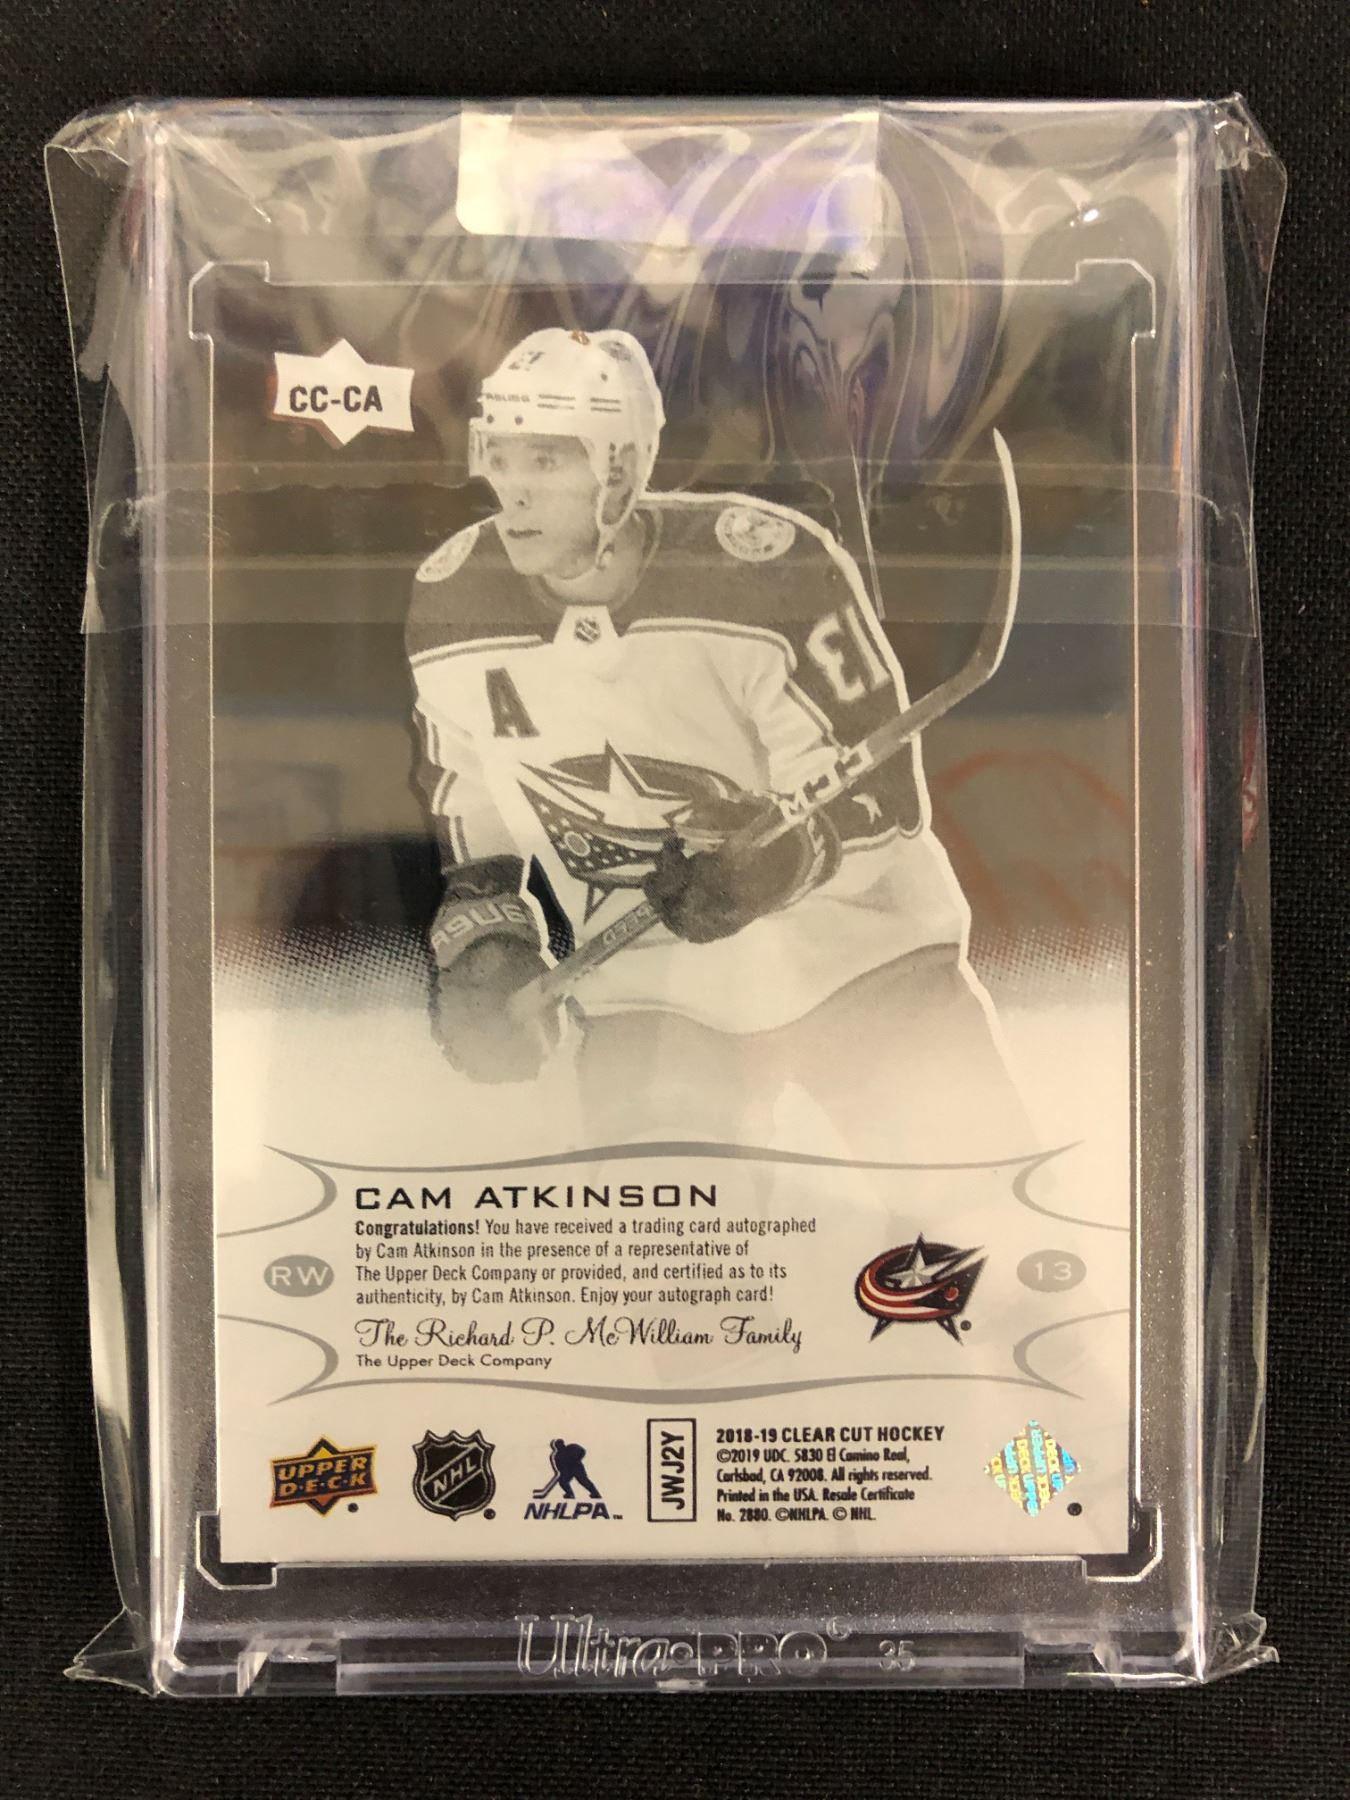 CC-CA
A
13
CCM
CAM ATKINSON
Congratulations! You have received a trading card autographed
by Cam Atkinson in the presence of a representative of
The Upper Deck Company or provided, and certified as to its
authenticity, by Cam Atkinson. Enjoy your autograph card!
The Richard P. McWilliam Family
The Upper Deck Company
RW
13
UPPER
D·E·C·K
NHL
NHLPA™
JWJ2Y
2018-19 CLEAR CUT HOCKEY
©2019 UDC. 5830 El Camino Real,
Carlsbad, CA 92008. All rights reserved.
Printed in the USA. Resale Certificate
No. 2880. ©NHLPA. © NHL.
Ultra·PRO® 35